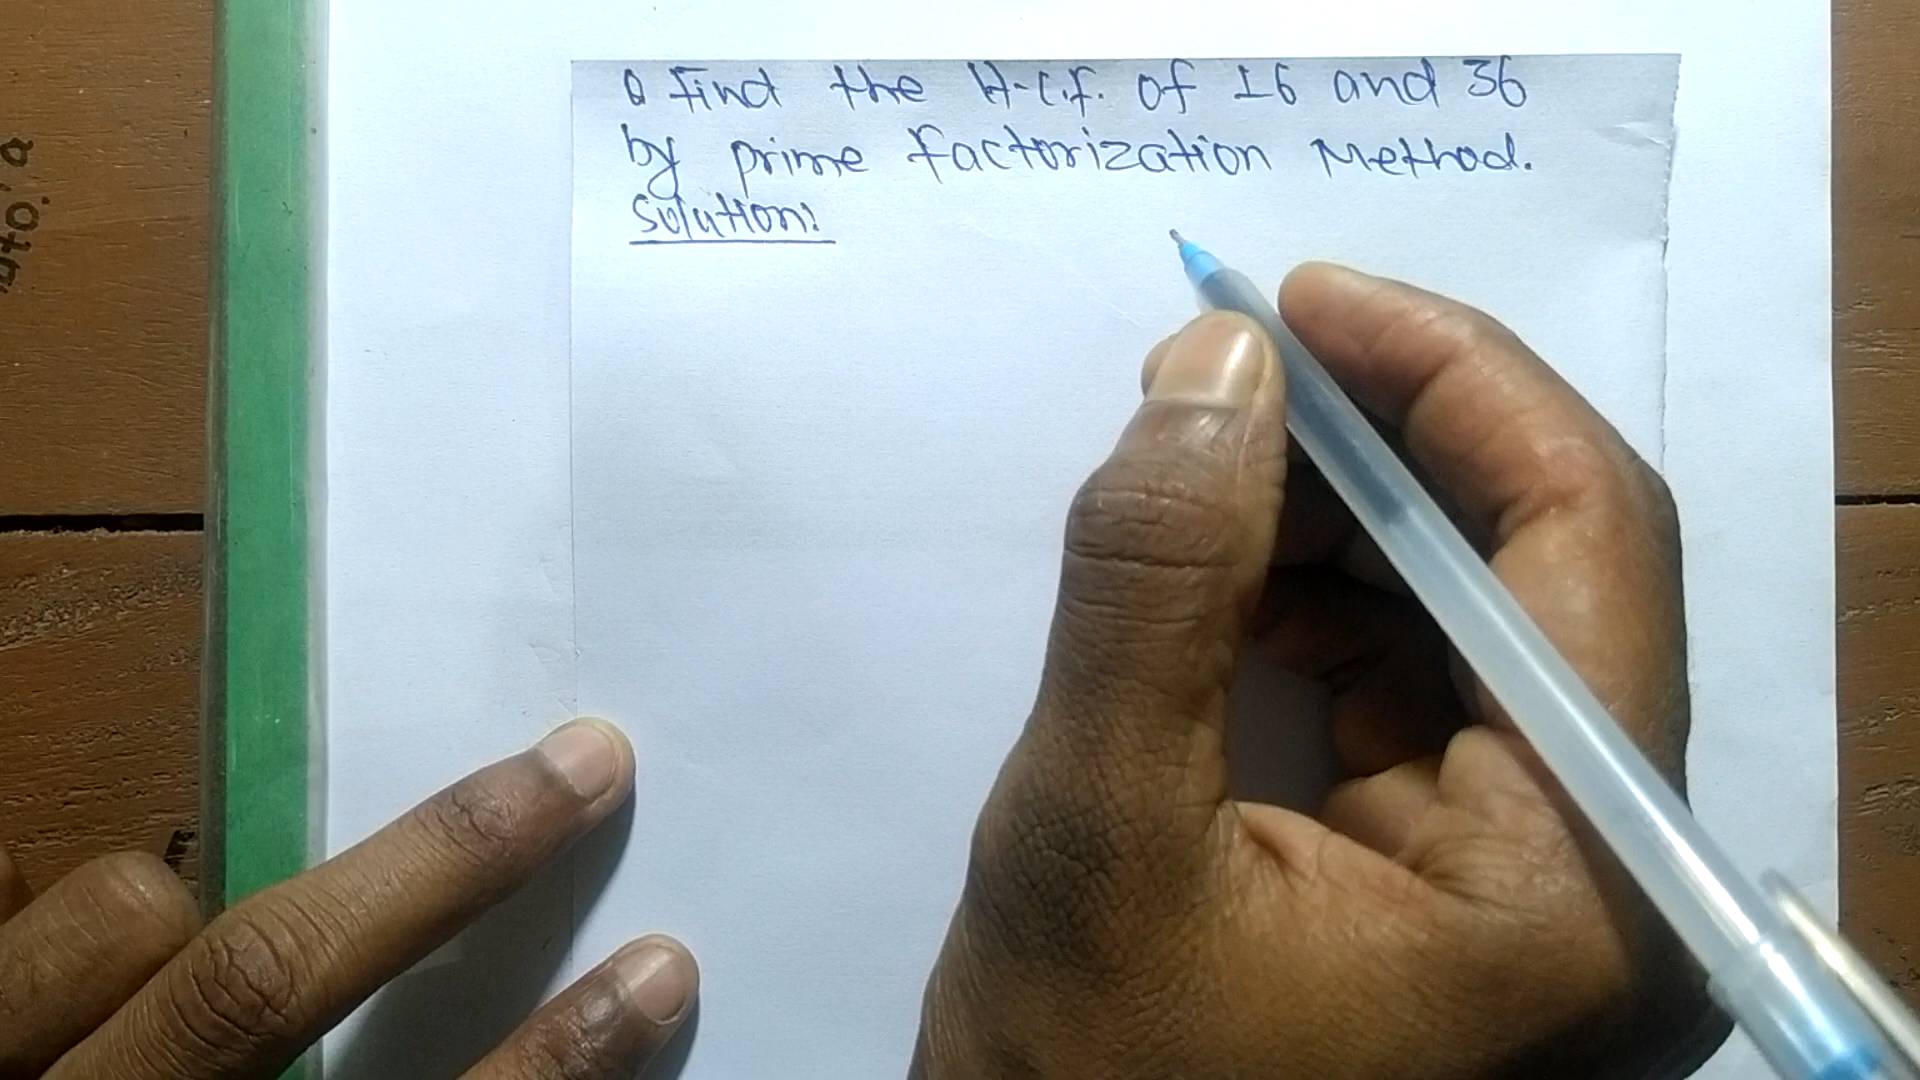 Q Find the H.C.F. of 16 and 36
by prime factorization Method.
Solution: